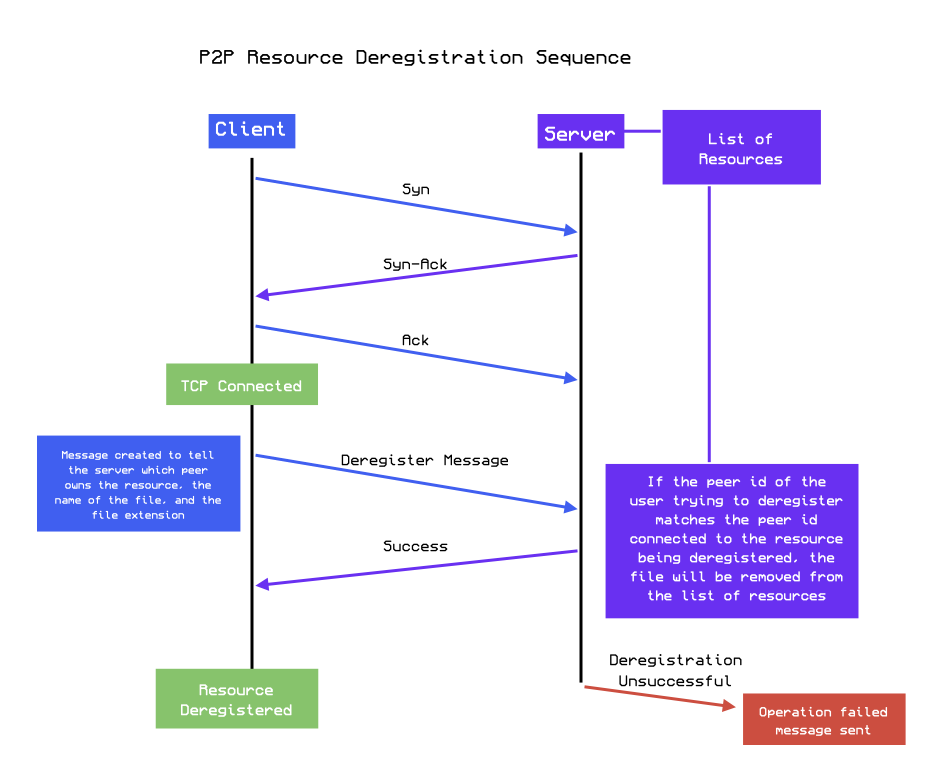 P2P Resource Deregistration Sequence
Client
Server
List of
Resources
Syn
Syn-Ack
Ack
TCP Connected
Message created to tell
the server which peer
owns the resource, the
name of the file, and the
file extension
Deregister Message
If the peer id of the
user trying to deregister
matches the peer id
connected to the resource
being deregistered, the
file will be removed from
the list of resources
Success
Deregistration
Unsuccessful
Resource
Deregistered
Operation failed
message sent